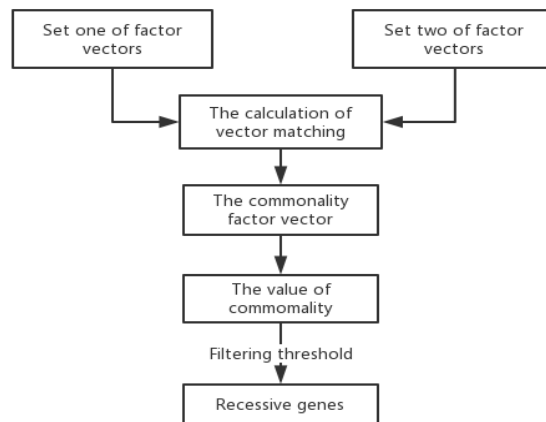 Set one of factor
vectors
Set two of factor
vectors
The calculation of
vector matching
The commonality
factor vector
The value of
commomality
Filtering threshold
Recessive genes